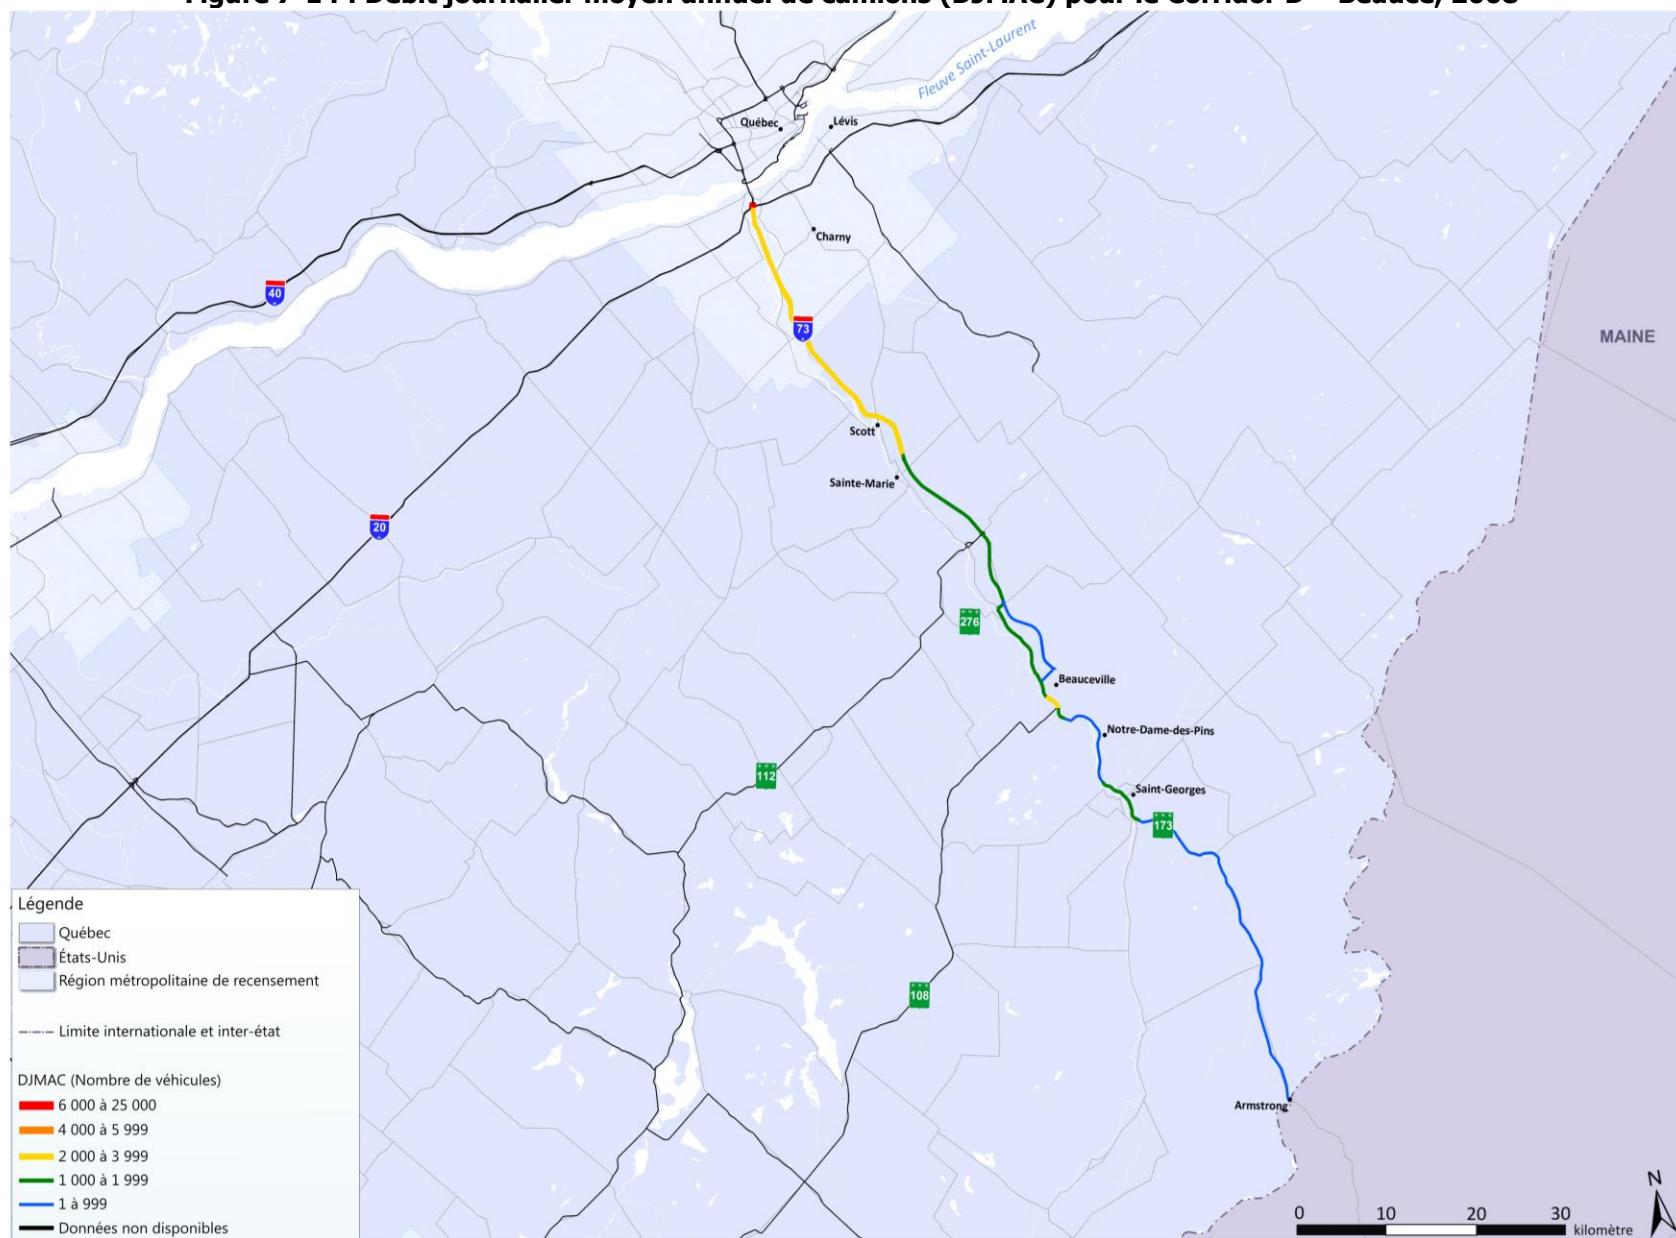 Fleuve Saint-Laurent
Québec
Lévis
Charny
40
73
MAINE
Scott
Sainte-Marie
20
276
Beauceville
Notre-Dame-des-Pins
112
Saint-Georges
173
108
Armstrong
Légende
Québec
États-Unis
Région métropolitaine de recensement
Limite internationale et inter-état
DJMAC (Nombre de véhicules)
6 000 à 25 000
4 000 à 5 999
2 000 à 3 999
1 000 à 1 999
1 à 999
Données non disponibles
N
0 10 20 30
kilomètre